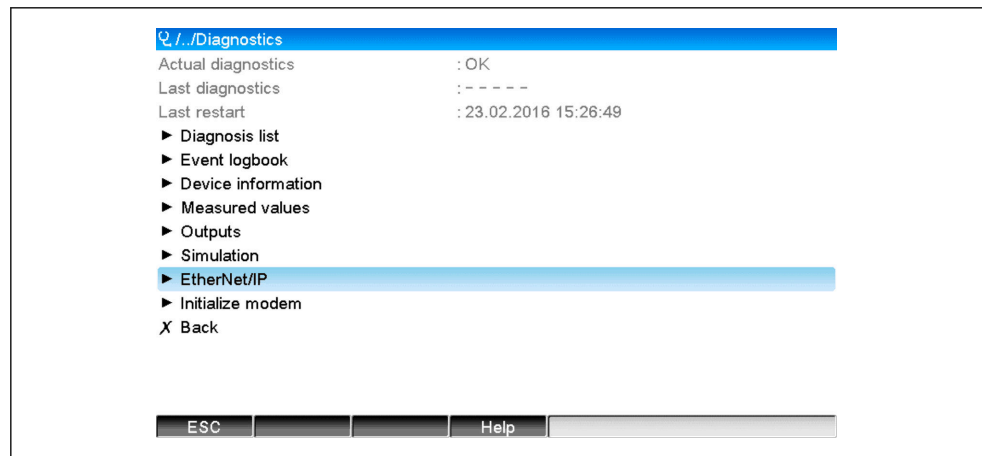 /../Diagnostics
Actual diagnostics : OK
Last diagnostics : - - - - -
Last restart : 23.02.2016 15:26:49
► Diagnosis list
► Event logbook
► Device information
► Measured values
► Outputs
► Simulation
► EtherNet/IP
► Initialize modem
X Back
ESC Help